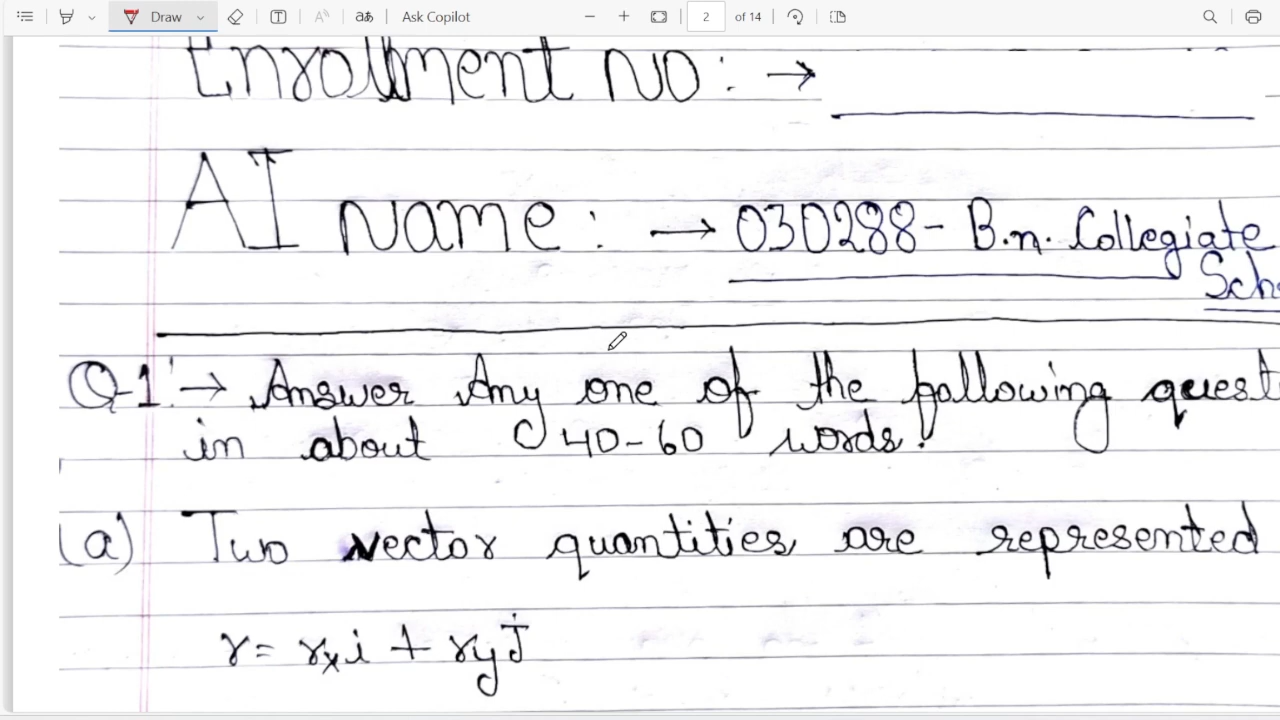 Draw
Ask Copilot
2 of 14
Enrollment NO: →
AI Name: → 030288- B.n. Collegiate
Sch
Q-1: → Answer Any one of the following quest
in about 40-60 words.
(a) Two vector quantities are represented
r = rxi + ryj